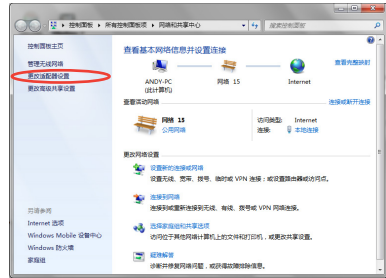 控制面板 ▸ 所有控制面板项 ▸ 网络和共享中心
搜索控制面板
控制面板主页
管理无线网络
更改适配器设置
更改高级共享设置
另请参阅
Internet 选项
Windows Mobile 设备中心
Windows 防火墙
家庭组
查看基本网络信息并设置连接
查看完整映射
ANDY-PC
(此计算机)
网络 15
Internet
查看活动网络
连接或断开连接
网络 15
公用网络
访问类型: Internet
连接: 本地连接
更改网络设置
设置新的连接或网络
设置无线、宽带、拨号、临时或 VPN 连接；或设置路由器或访问点。
连接到网络
连接到或重新连接到无线、有线、拨号或 VPN 网络连接。
选择家庭组和共享选项
访问位于其他网络计算机上的文件和打印机，或更改共享设置。
疑难解答
诊断并修复网络问题，或获得故障排除信息。